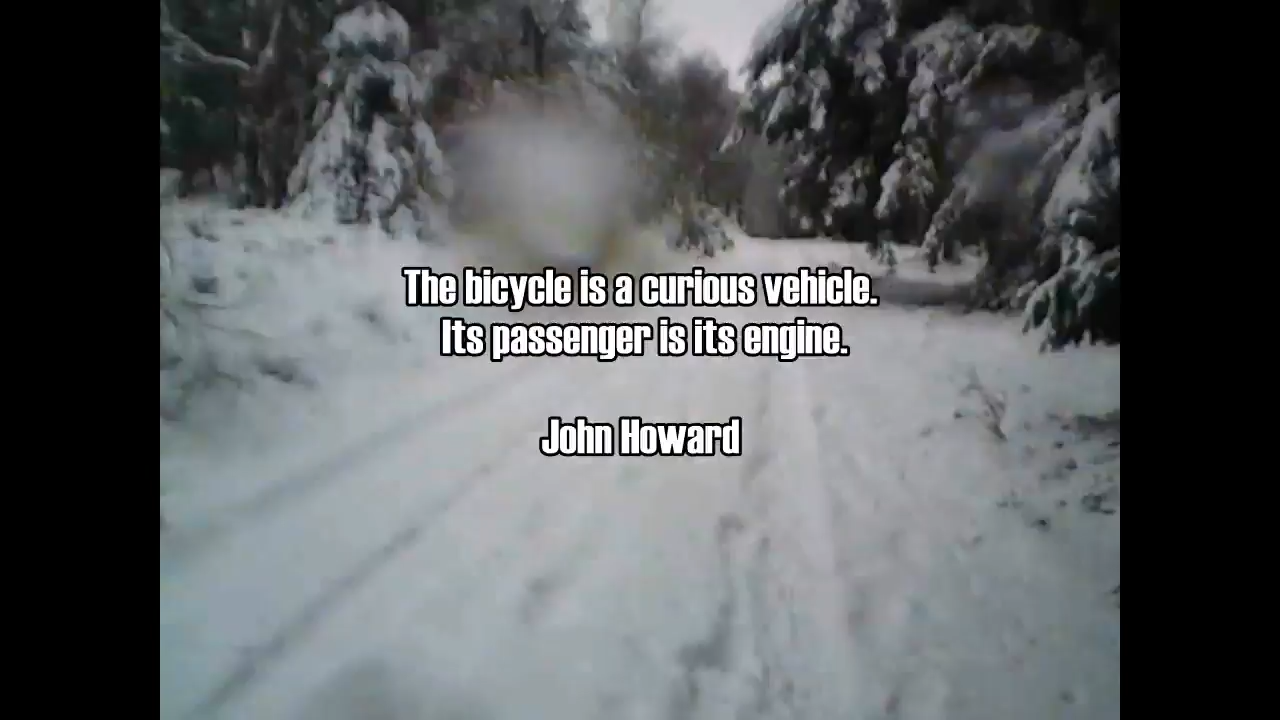 The bicycle is a curious vehicle.
Its passenger is its engine.
John Howard